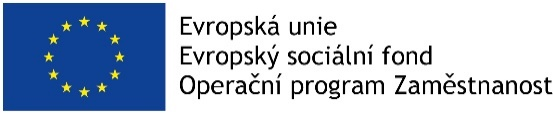 Evropská unie
Evropský sociální fond
Operační program Zaměstnanost